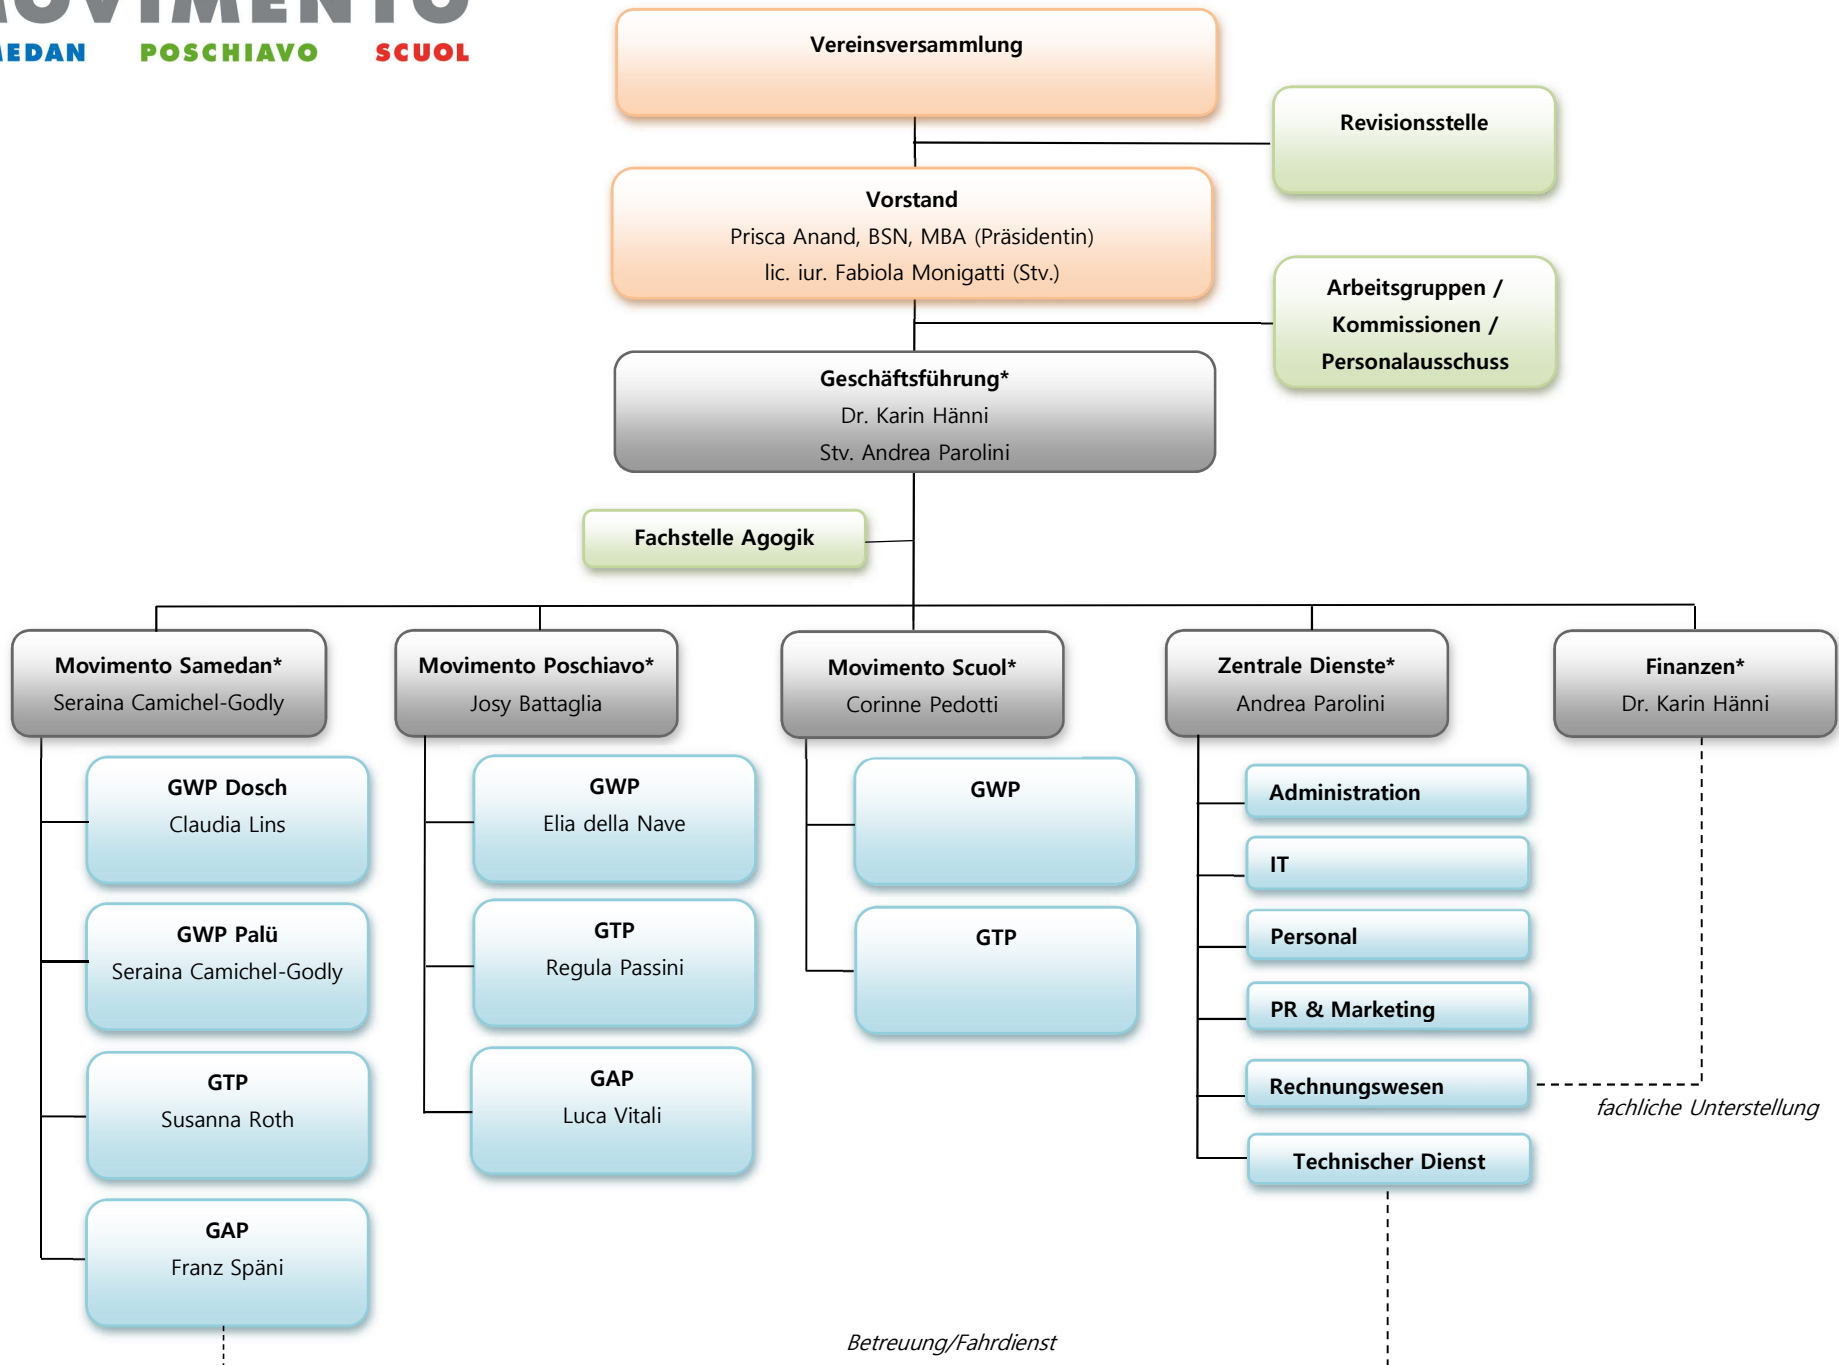 MOVIMENTO
MEDAN POSCHIAVO SCUOL
Vereinsversammlung
Revisionsstelle
Vorstand
Prisca Anand, BSN, MBA (Präsidentin)
lic. iur. Fabiola Monigatti (Stv.)
Arbeitsgruppen /
Kommissionen /
Personalausschuss
Geschäftsführung*
Dr. Karin Hänni
Stv. Andrea Parolini
Fachstelle Agogik
Movimento Samedan*
Seraina Camichel-Godly
GWP Dosch
Claudia Lins
GWP Palü
Seraina Camichel-Godly
GTP
Susanna Roth
GAP
Franz Späni
Movimento Poschiavo*
Josy Battaglia
GWP
Elia della Nave
GTP
Regula Passini
GAP
Luca Vitali
Movimento Scuol*
Corinne Pedotti
GWP
GTP
Zentrale Dienste*
Andrea Parolini
Administration
IT
Personal
PR & Marketing
Rechnungswesen
Technischer Dienst
Finanzen*
Dr. Karin Hänni
fachliche Unterstellung
Betreuung/Fahrdienst